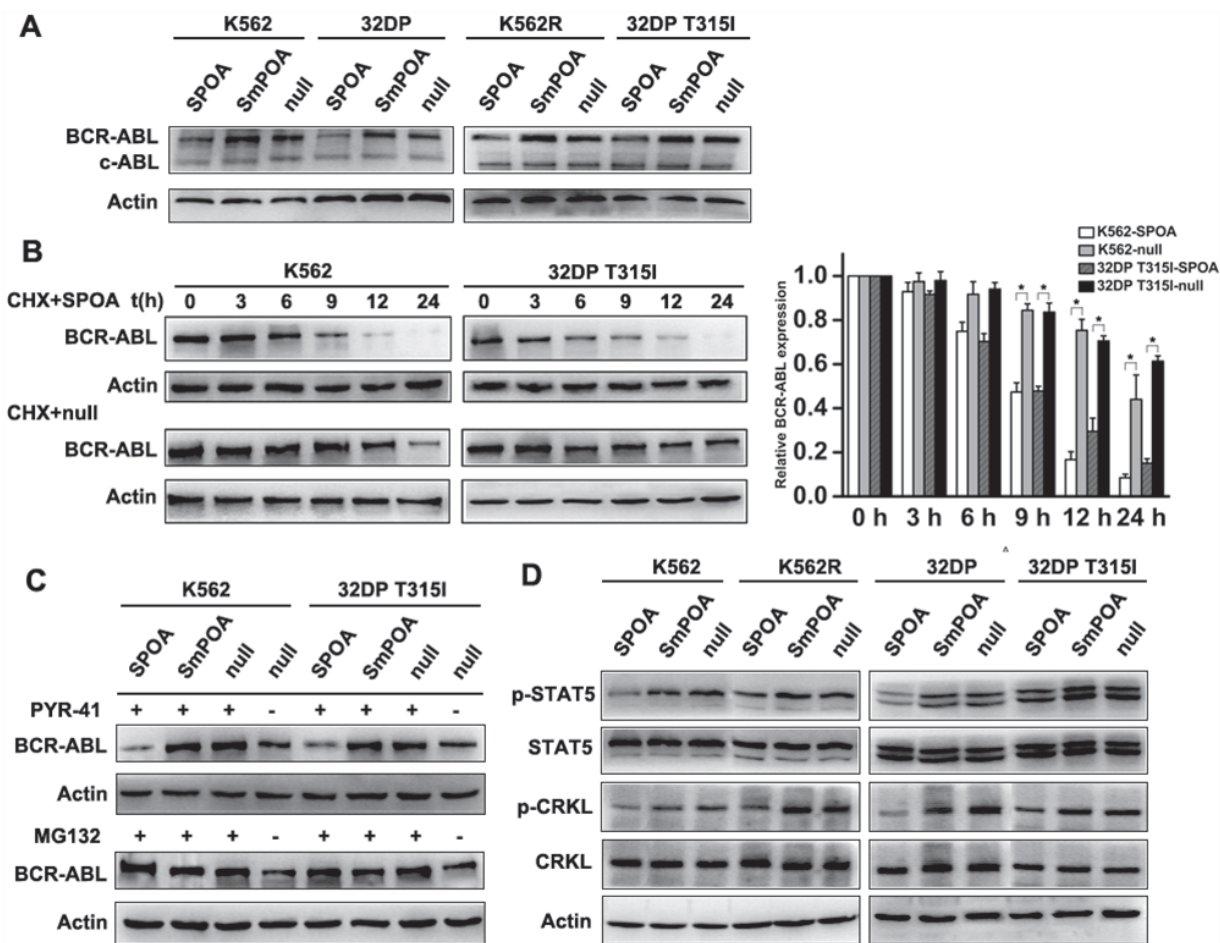 A
K562 32DP K562R 32DP T315I
SPOA SmPOA null SPOA SmPOA null SPOA SmPOA null SPOA SmPOA null
BCR-ABL
c-ABL
Actin
B
K562 32DP T315I
CHX+SPOA t(h) 0 3 6 9 12 24 0 3 6 9 12 24
BCR-ABL
Actin
CHX+null
BCR-ABL
Actin
K562-SPOA
K562-null
32DP T315I-SPOA
32DP T315I-null
Relative BCR-ABL expression
1.0
0.8
0.6
0.4
0.2
0.0
* * * * * *
0 h 3 h 6 h 9 h 12 h 24 h
C
K562 32DP T315I
SPOA SmPOA null null SPOA SmPOA null null
PYR-41 + + + - + + + -
BCR-ABL
Actin
MG132 + + + - + + + -
BCR-ABL
Actin
D
K562 K562R 32DP ^ 32DP T315I
SPOA SmPOA null SPOA SmPOA null SPOA SmPOA null SPOA SmPOA null
p-STAT5
STAT5
p-CRKL
CRKL
Actin